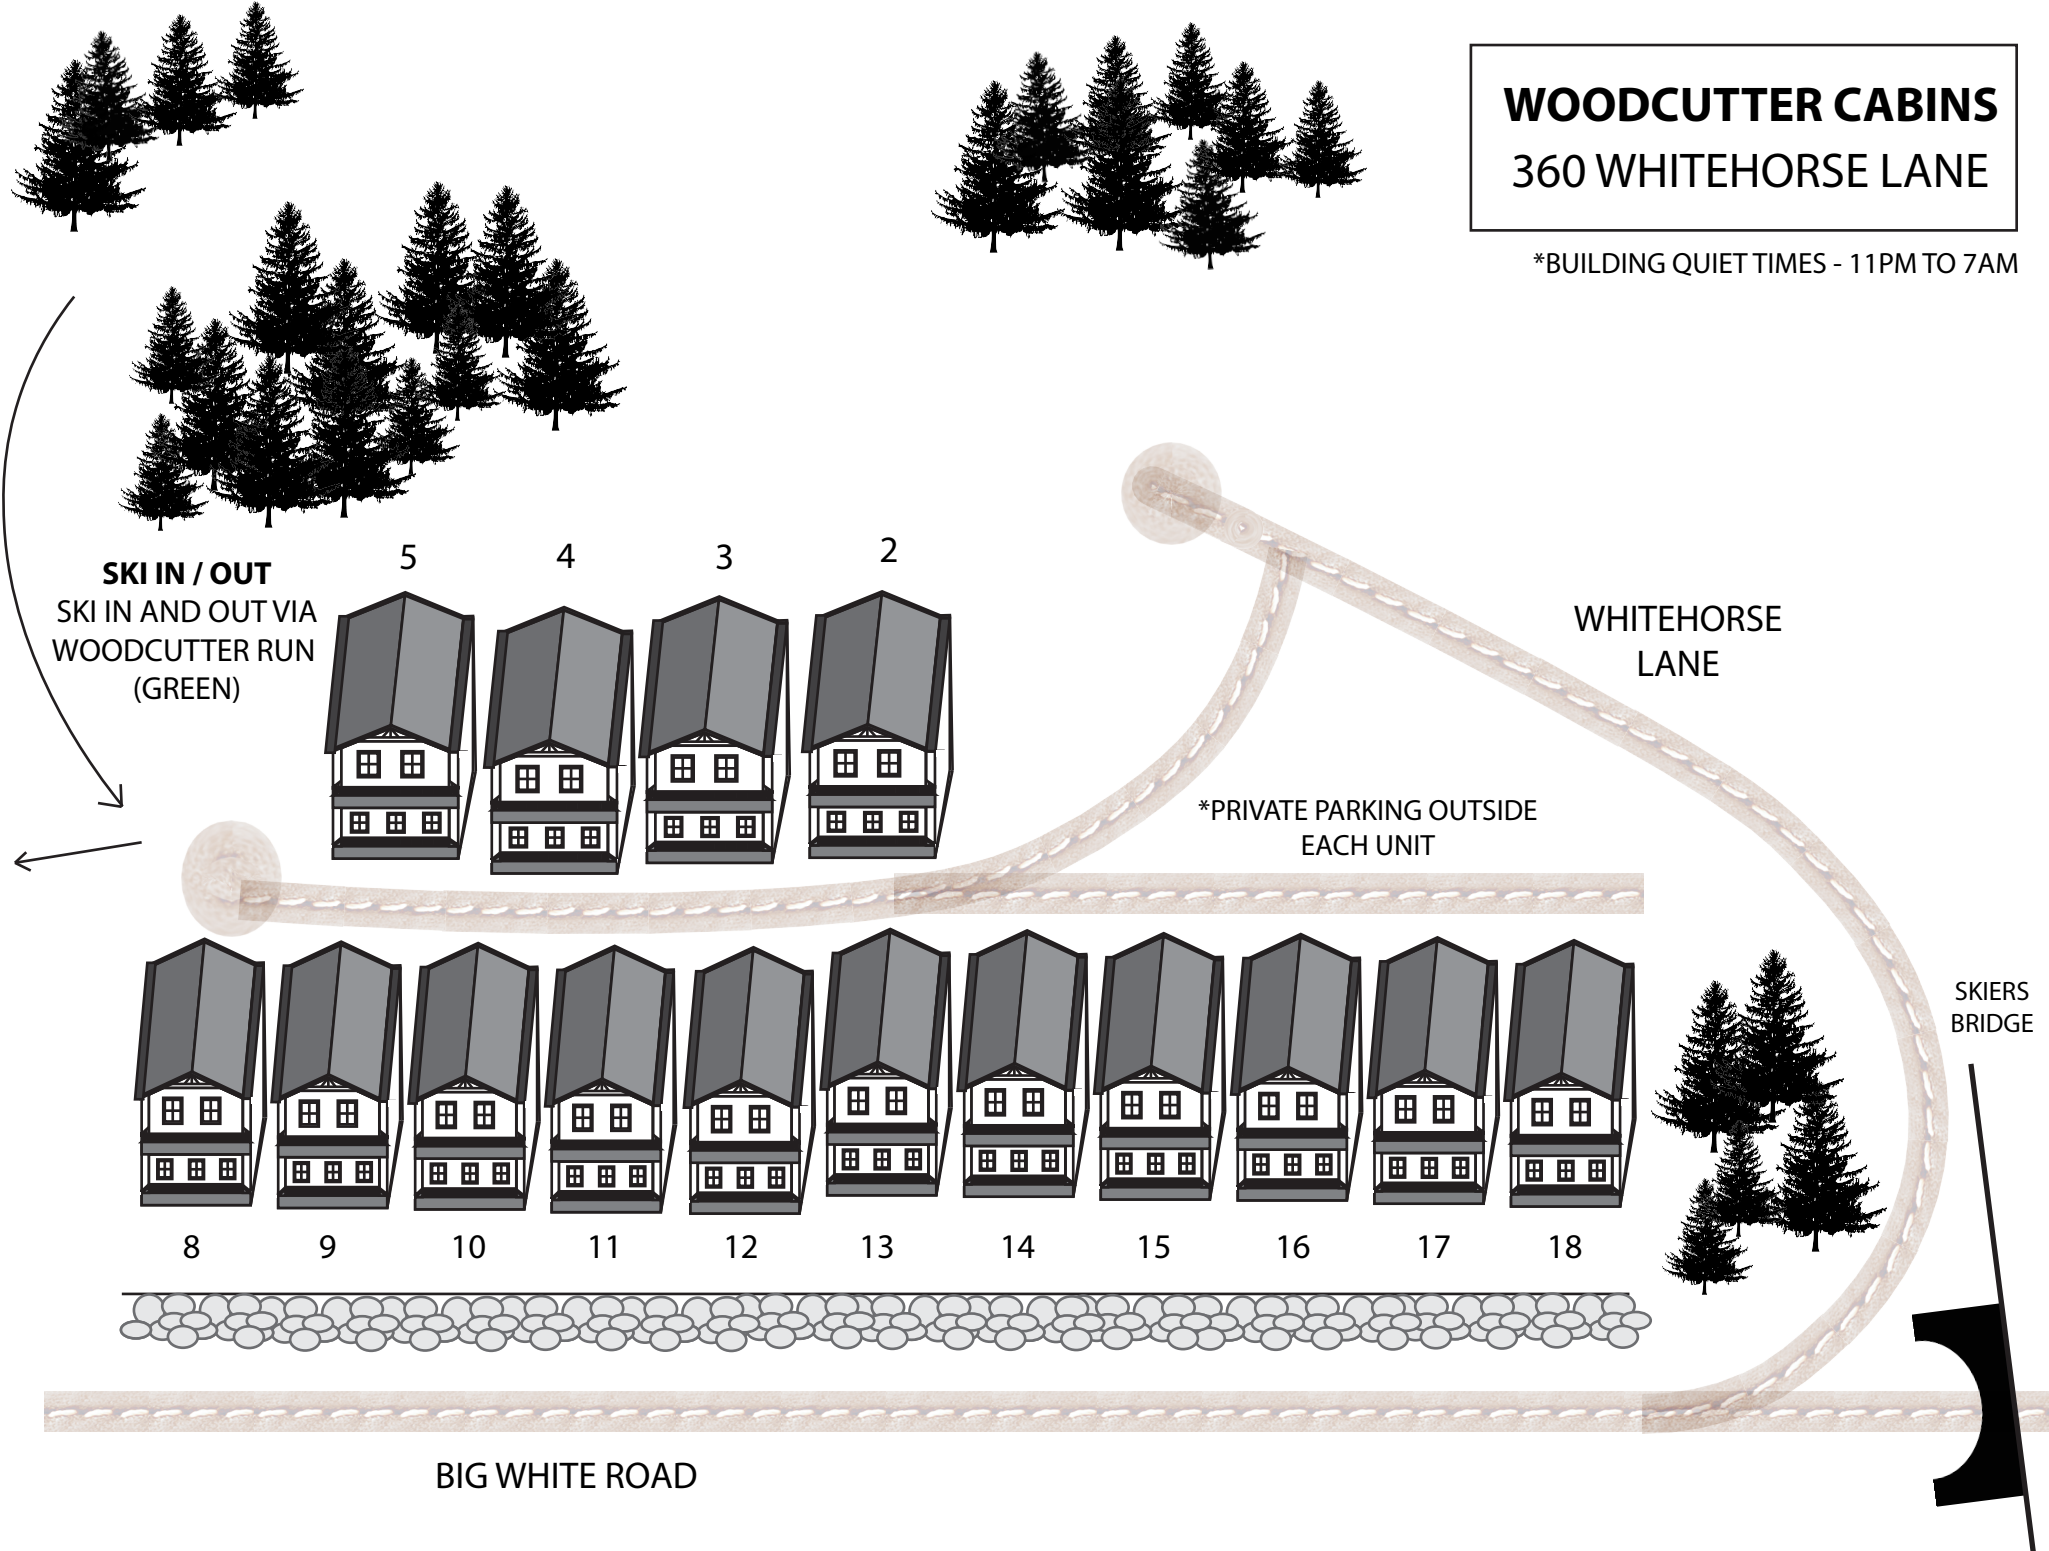 WOODCUTTER CABINS
360 WHITEHORSE LANE
*BUILDING QUIET TIMES - 11PM TO 7AM
5 4 3 2
SKI IN / OUT
SKI IN AND OUT VIA
WOODCUTTER RUN
(GREEN)
WHITEHORSE
LANE
*PRIVATE PARKING OUTSIDE
EACH UNIT
SKIERS
BRIDGE
8 9 10 11 12 13 14 15 16 17 18
BIG WHITE ROAD